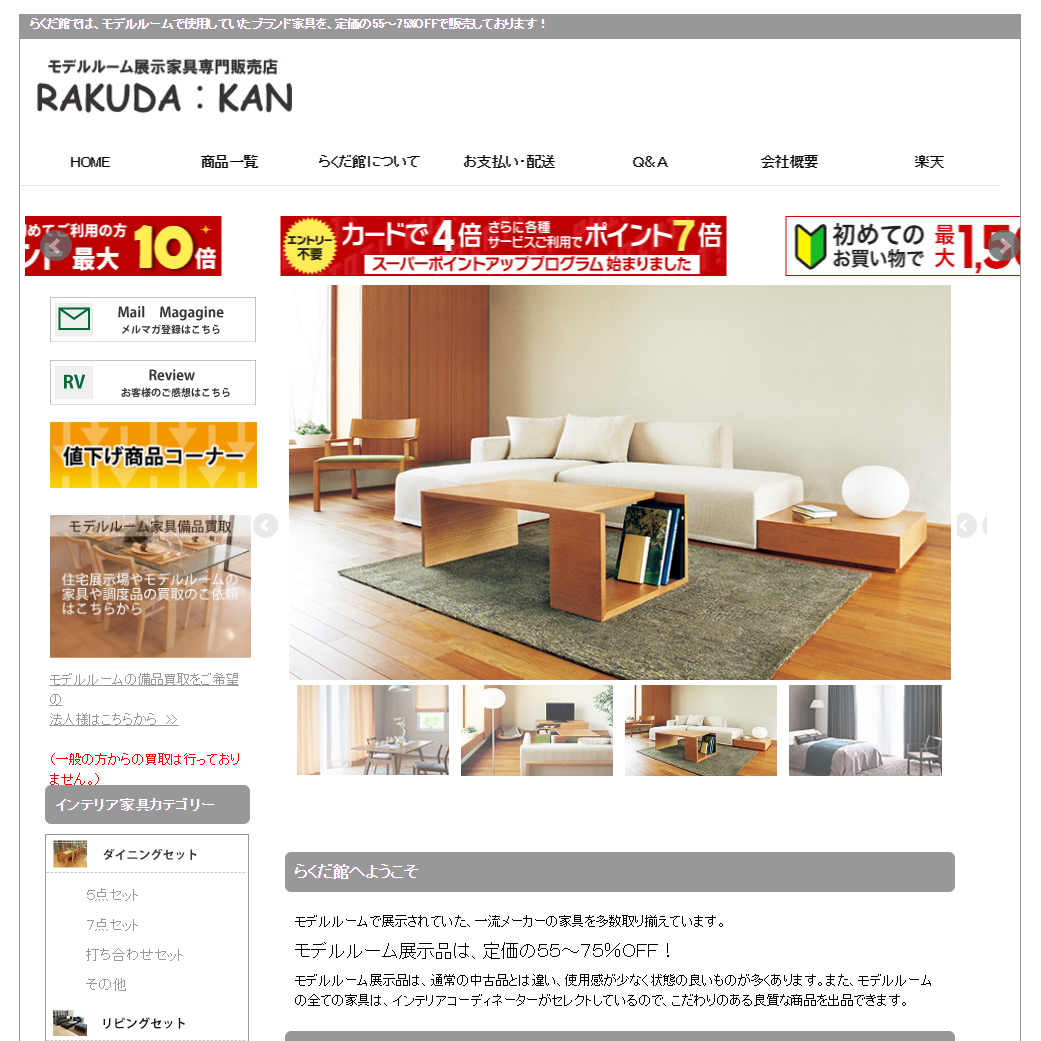 らくだ館では、モデルルームで使用していたブランド家具を、定価の55～75%OFFで販売しております！
モデルルーム展示家具専門販売店
RAKUDA：KAN
HOME 商品一覧 らくだ館について お支払い・配送 Q&A 会社概要 楽天
めてご利用の方
ント 最大 10倍
エントリー不要 カードで4倍 さらに各種サービスご利用で ポイント7倍
スーパーポイントアッププログラム 始まりました
初めてのお買い物で 最大1,5
Mail Magagine
メルマガ登録はこちら
RV Review
お客様のご感想はこちら
値下げ商品コーナー
モデルルーム家具備品買取
住宅展示場やモデルルームの
家具や調度品の買取のご依頼
はこちらから
モデルルームの備品買取をご希望
の
法人様はこちらから >>
（一般の方からの買取は行っており
ません。）
インテリア家具カテゴリー
ダイニングセット
5点セット
7点セット
打ち合わせセット
その他
リビングセット
らくだ館へようこそ
モデルルームで展示されていた、一流メーカーの家具を多数取り揃えています。
モデルルーム展示品は、定価の55～75%OFF！
モデルルーム展示品は、通常の中古品とは違い、使用感が少なく状態の良いものが多くあります。また、モデルルーム
の全ての家具は、インテリアコーディネーターがセレクトしているので、こだわりのある良質な商品を出品できます。